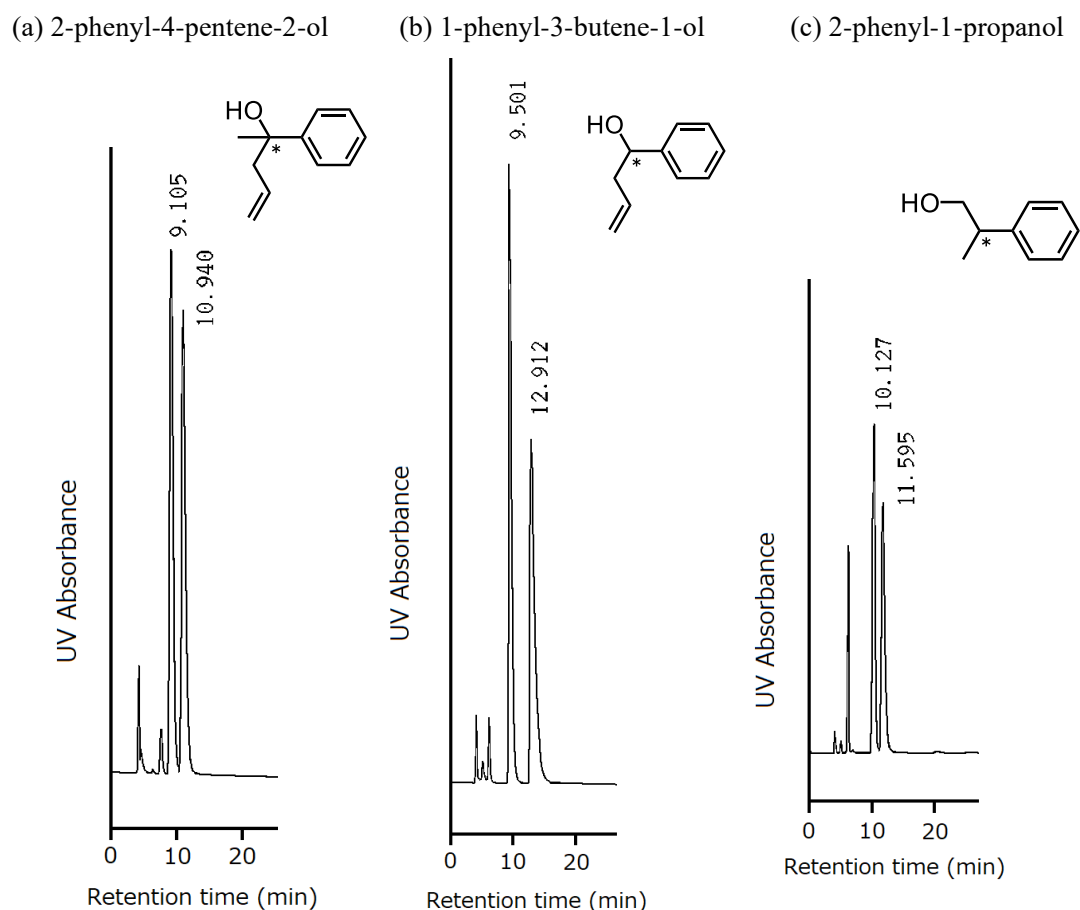 (a) 2-phenyl-4-pentene-2-ol
HO
*
9.105
10.940
UV Absorbance
0
10
20
Retention time (min)
(b) 1-phenyl-3-butene-1-ol
HO
*
9.501
12.912
UV Absorbance
0
10
20
Retention time (min)
(c) 2-phenyl-1-propanol
HO
*
10.127
11.595
UV Absorbance
0
10
20
Retention time (min)